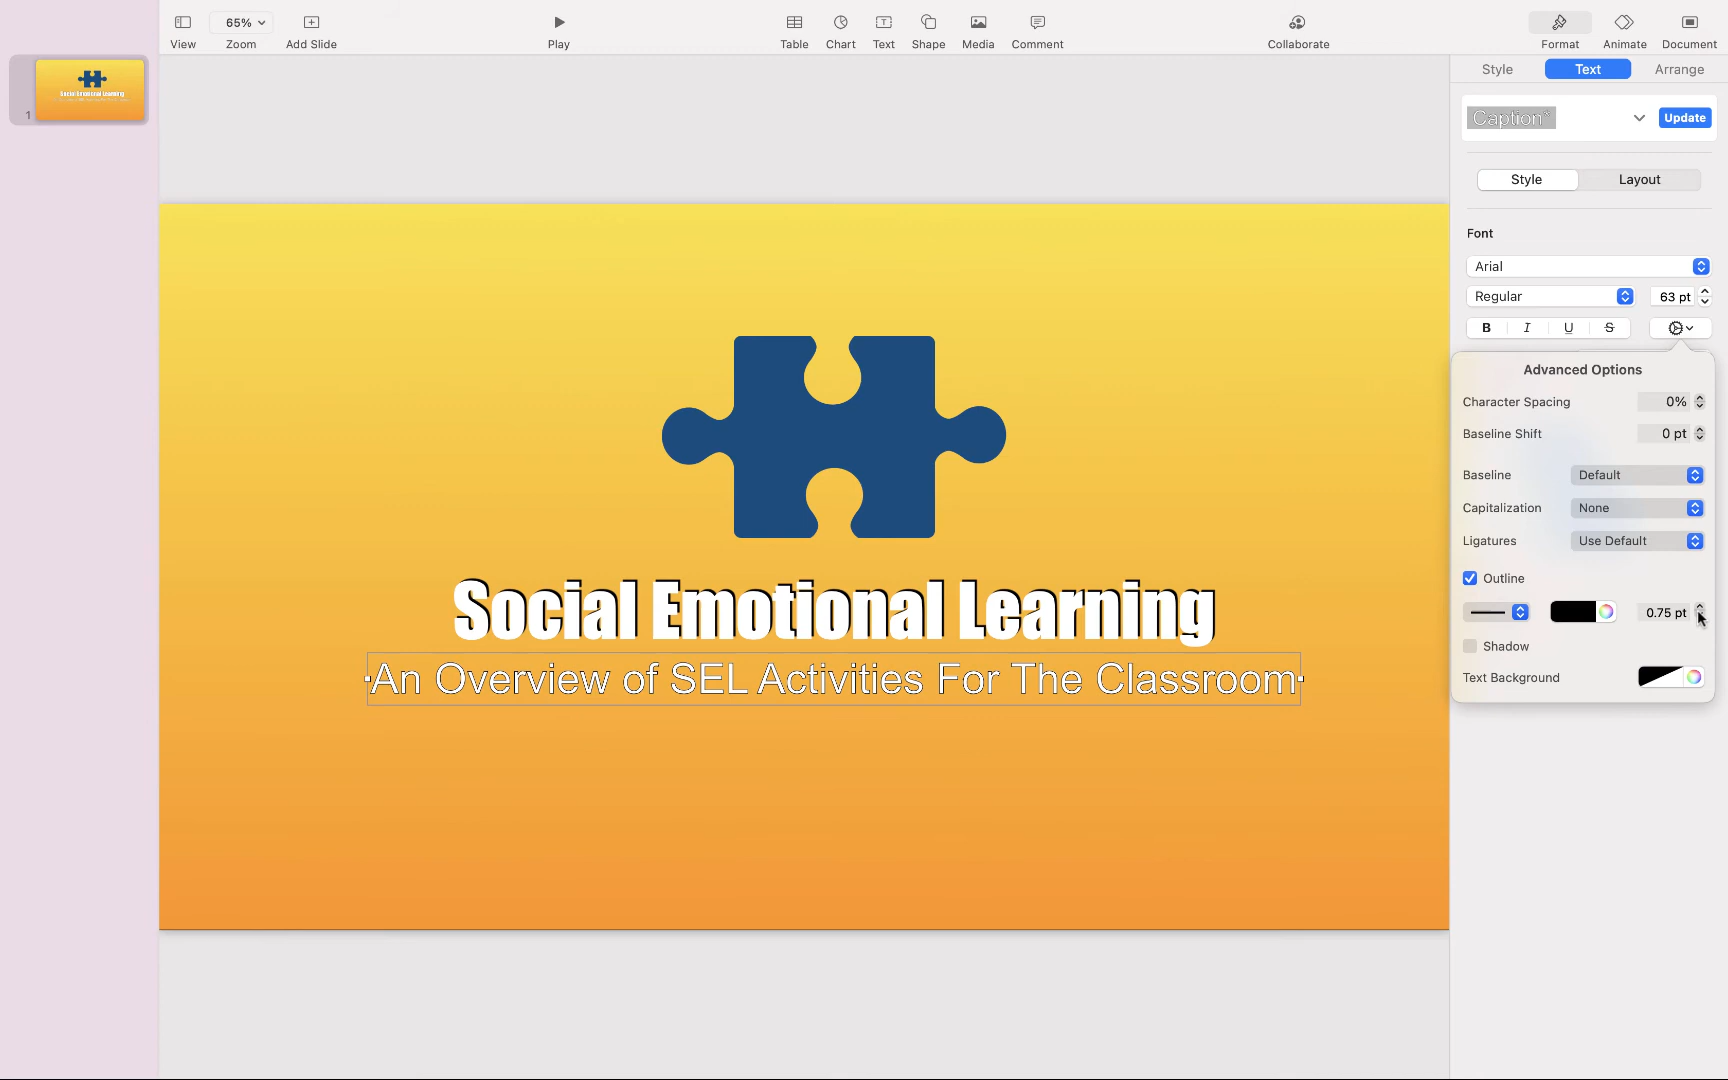 65%
View
Zoom
Add Slide
Play
Table
Chart
Text
Shape
Media
Comment
Collaborate
Format
Animate
Document
Style
Text
Arrange
Social Emotional Learning
1
Caption*
Update
Style
Layout
Font
Arial
Regular
63 pt
B I U S
Advanced Options
Character Spacing 0%
Baseline Shift 0 pt
Baseline Default
Capitalization None
Ligatures Use Default
Outline
0.75 pt
Shadow
Text Background
Social Emotional Learning
An Overview of SEL Activities For The Classroom